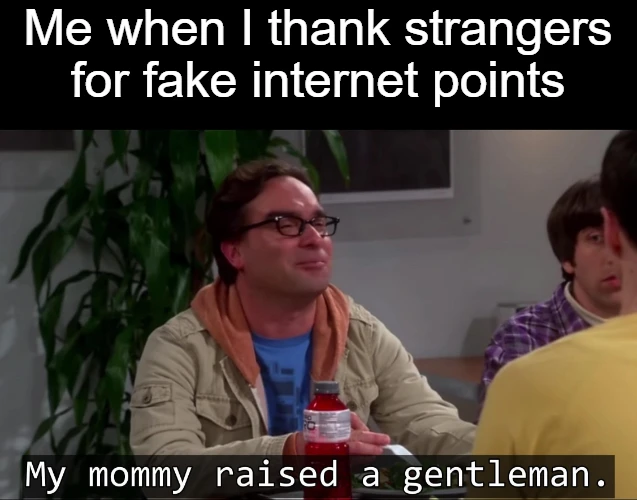 Me when I thank strangers
for fake internet points
My mommy raised a gentleman.